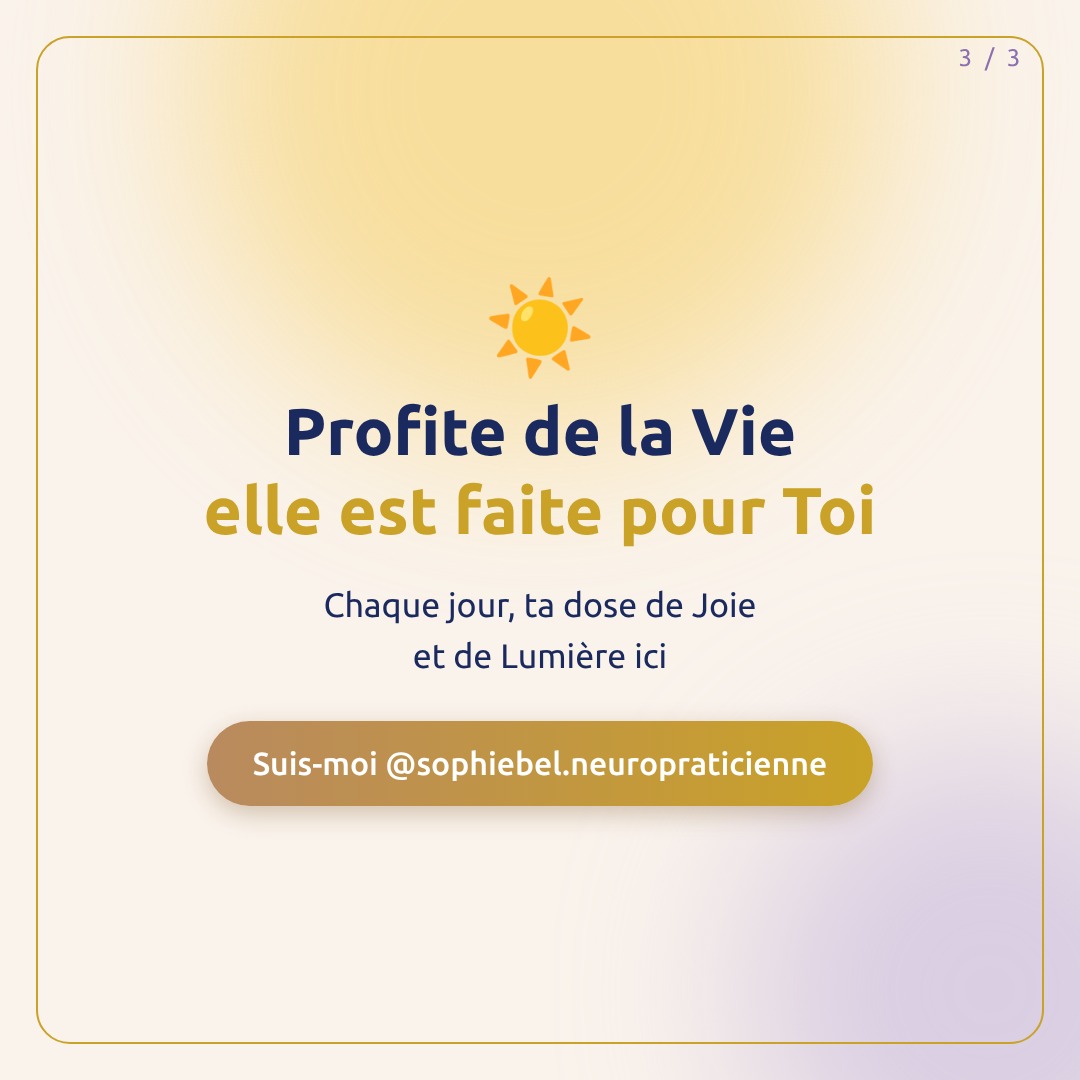 3 / 3
Profite de la Vie
elle est faite pour Toi
Chaque jour, ta dose de Joie
et de Lumière ici
Suis-moi @sophiebel.neuropraticienne